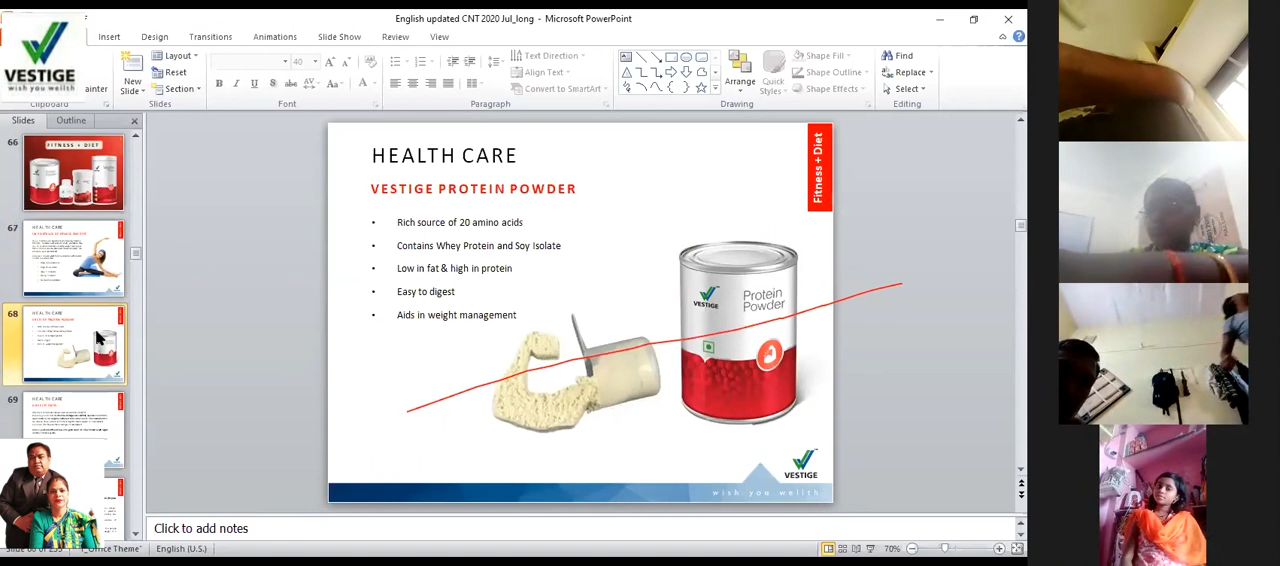 English updated CNT 2020 Jul_long - Microsoft PowerPoint
VESTIGE
wish you wellth
Insert Design Transitions Animations Slide Show Review View
New Slide
Layout
Reset
Section
40
Text Direction
Align Text
Convert to SmartArt
Arrange
Quick Styles
Shape Fill
Shape Outline
Shape Effects
Find
Replace
Select
Clipboard Slides Font Paragraph Drawing Editing
Slides Outline
66
FITNESS + DIET
67
HEALTH CARE
68
HEALTH CARE
69
HEALTH CARE
HEALTH CARE
VESTIGE PROTEIN POWDER
• Rich source of 20 amino acids
• Contains Whey Protein and Soy Isolate
• Low in fat & high in protein
• Easy to digest
• Aids in weight management
Fitness + Diet
VESTIGE
Protein
Powder
VESTIGE
wish you wellth
Click to add notes
English (U.S.)
70%